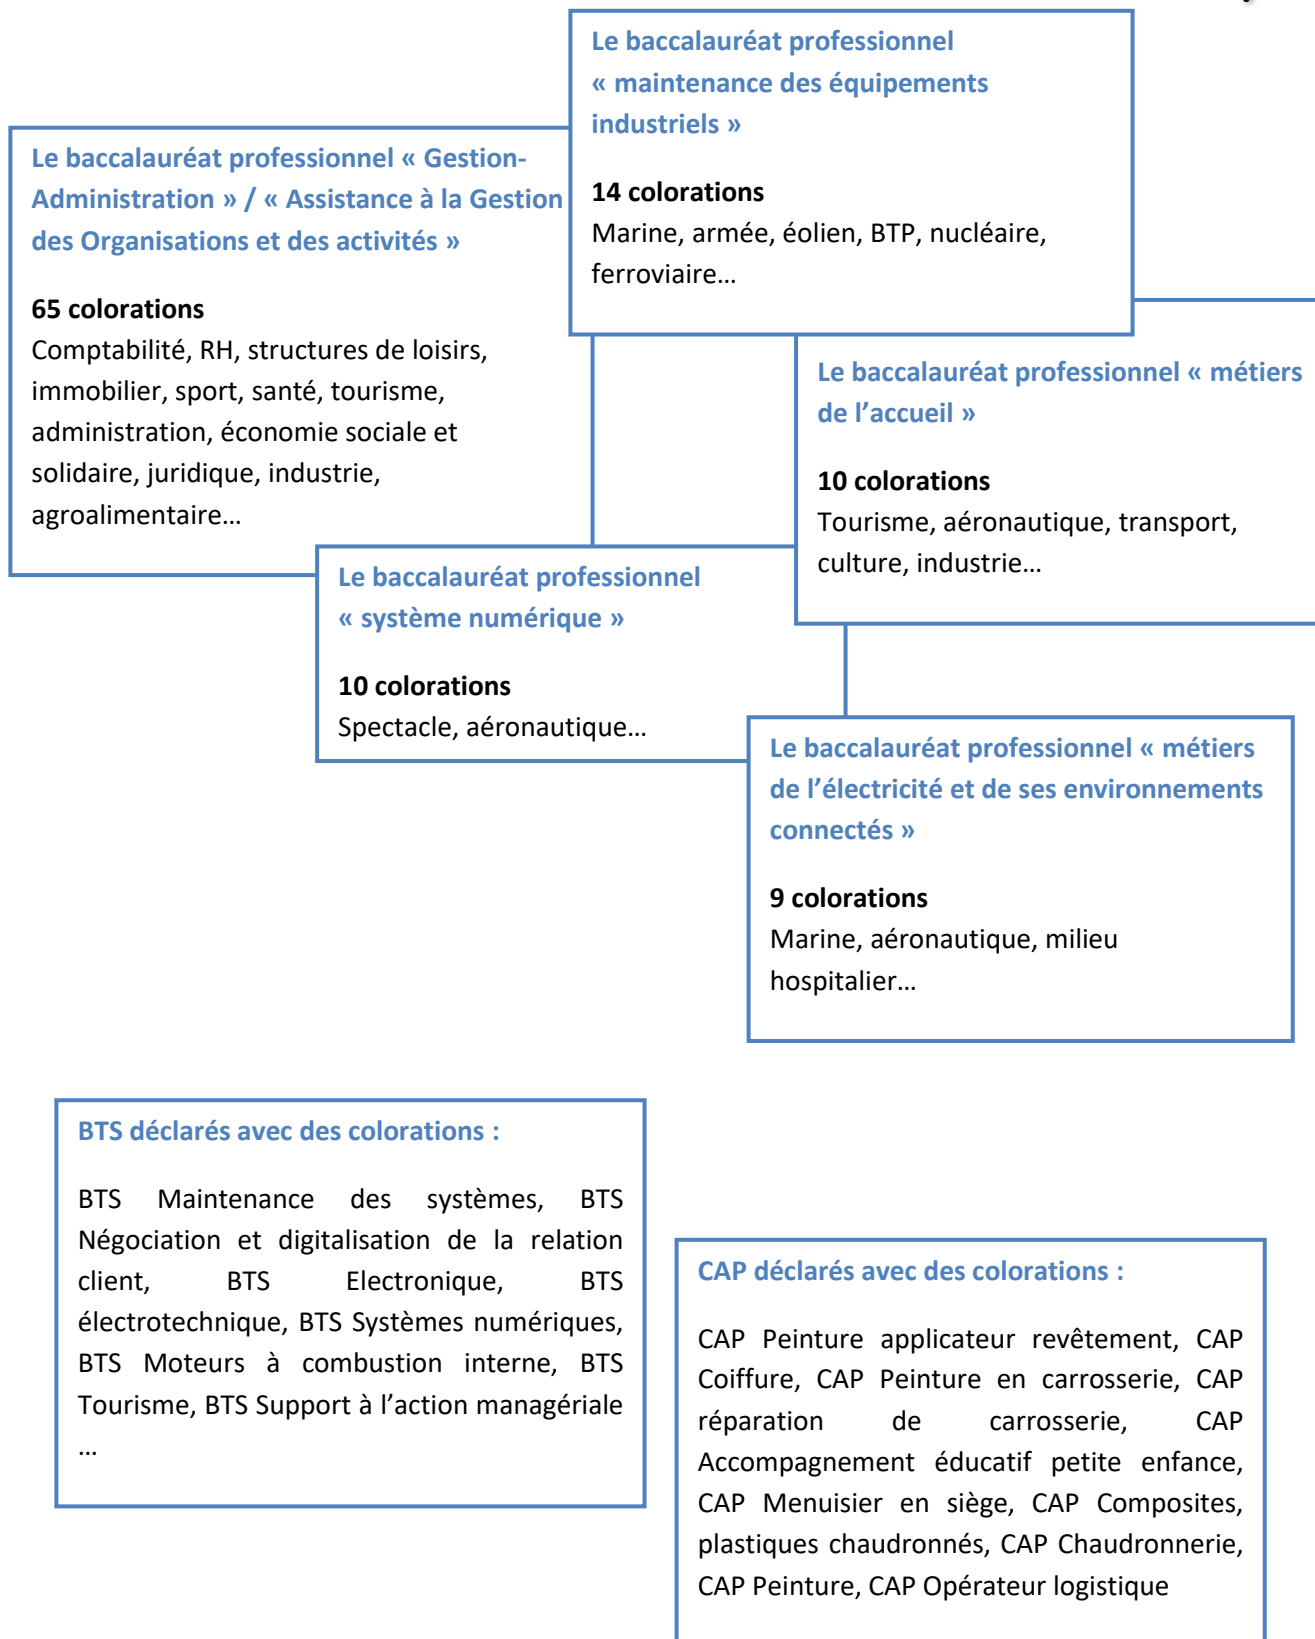 Le baccalauréat professionnel
« maintenance des équipements
industriels »
14 colorations
Marine, armée, éolien, BTP, nucléaire,
ferroviaire…
Le baccalauréat professionnel « Gestion-
Administration » / « Assistance à la Gestion
des Organisations et des activités »
65 colorations
Comptabilité, RH, structures de loisirs,
immobilier, sport, santé, tourisme,
administration, économie sociale et
solidaire, juridique, industrie,
agroalimentaire…
Le baccalauréat professionnel « métiers
de l’accueil »
10 colorations
Tourisme, aéronautique, transport,
culture, industrie…
Le baccalauréat professionnel
« système numérique »
10 colorations
Spectacle, aéronautique…
Le baccalauréat professionnel « métiers
de l’électricité et de ses environnements
connectés »
9 colorations
Marine, aéronautique, milieu
hospitalier…
BTS déclarés avec des colorations :
BTS Maintenance des systèmes, BTS
Négociation et digitalisation de la relation
client, BTS Electronique, BTS
électrotechnique, BTS Systèmes numériques,
BTS Moteurs à combustion interne, BTS
Tourisme, BTS Support à l’action managériale
…
CAP déclarés avec des colorations :
CAP Peinture applicateur revêtement, CAP
Coiffure, CAP Peinture en carrosserie, CAP
réparation de carrosserie, CAP
Accompagnement éducatif petite enfance,
CAP Menuisier en siège, CAP Composites,
plastiques chaudronnés, CAP Chaudronnerie,
CAP Peinture, CAP Opérateur logistique